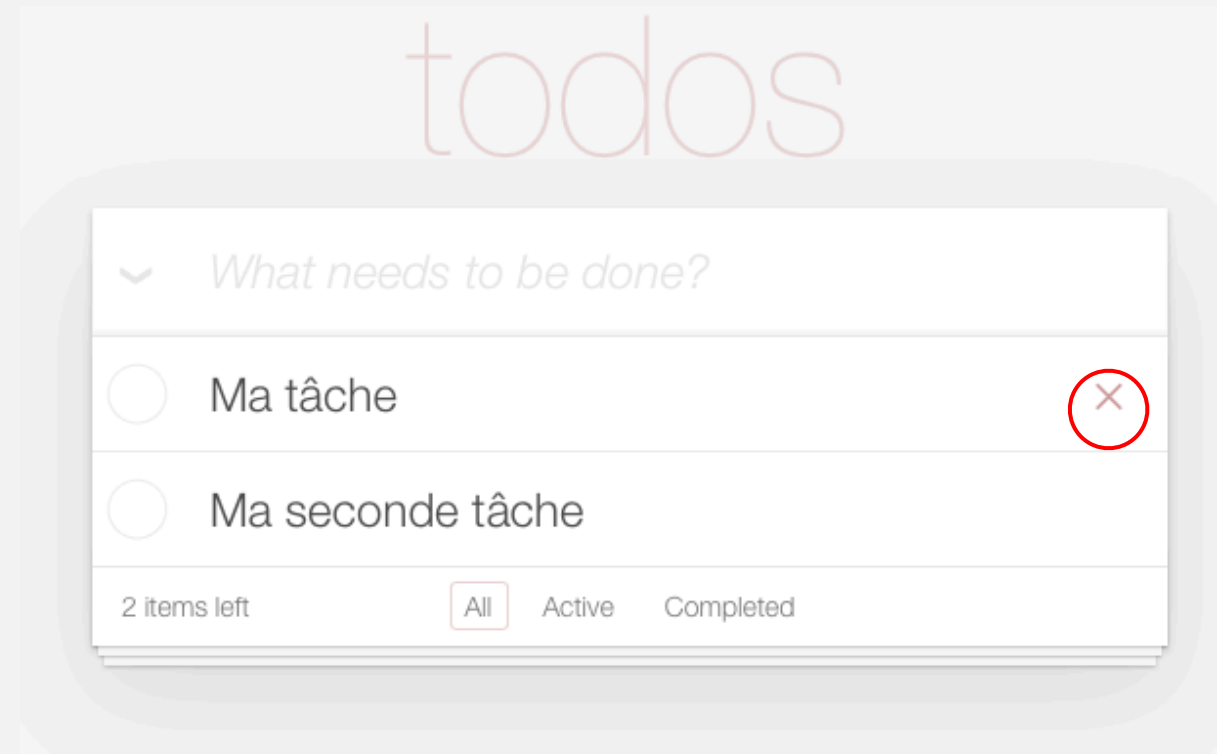 todos
What needs to be done?
Ma tâche
Ma seconde tâche
2 items left All Active Completed